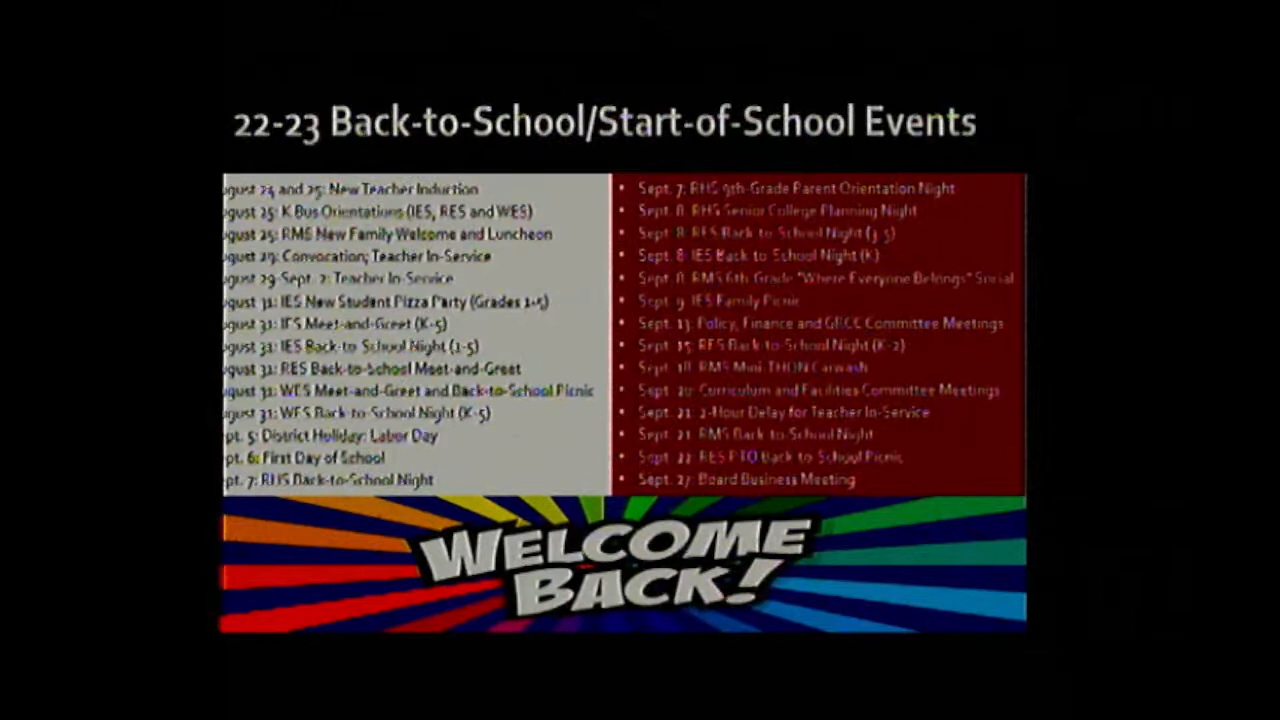 22-23 Back-to-School/Start-of-School Events
ugust 24 and 25: New Teacher Induction
ugust 25: K Bus Orientations (IES, RES and WES)
ugust 25: RMS New Family Welcome and Luncheon
ugust 29: Convocation; Teacher In-Service
ugust 29-Sept. 2: Teacher In-Service
ugust 31: IES New Student Pizza Party (Grades 1-5)
ugust 31: IES Meet-and-Greet (K-5)
ugust 31: IES Back-to-School Night (1-5)
ugust 31: RES Back-to-School Meet-and-Greet
ugust 31: WES Meet-and-Greet and Back-to-School Picnic
ugust 31: WES Back-to-School Night (K-5)
pt. 5: District Holiday: Labor Day
pt. 6: First Day of School
pt. 7: RHS Back-to-School Night
• Sept. 7: RHS 9th-Grade Parent Orientation Night
• Sept. 8: RHS Senior College Planning Night
• Sept. 8: RES Back-to-School Night (3-5)
• Sept. 8: IES Back-to-School Night (K)
• Sept. 8: RMS 6th-Grade "Where Everyone Belongs" Social
• Sept. 9: IES Family Picnic
• Sept. 13: Policy, Finance and GRCC Committee Meetings
• Sept. 15: RES Back-to-School Night (K-2)
• Sept. 18: RMS Mini-THON Carwash
• Sept. 20: Curriculum and Facilities Committee Meetings
• Sept. 21: 2-Hour Delay for Teacher In-Service
• Sept. 21: RMS Back-to-School Night
• Sept. 22: RES PTO Back-to-School Picnic
• Sept. 27: Board Business Meeting
WELCOME
BACK!